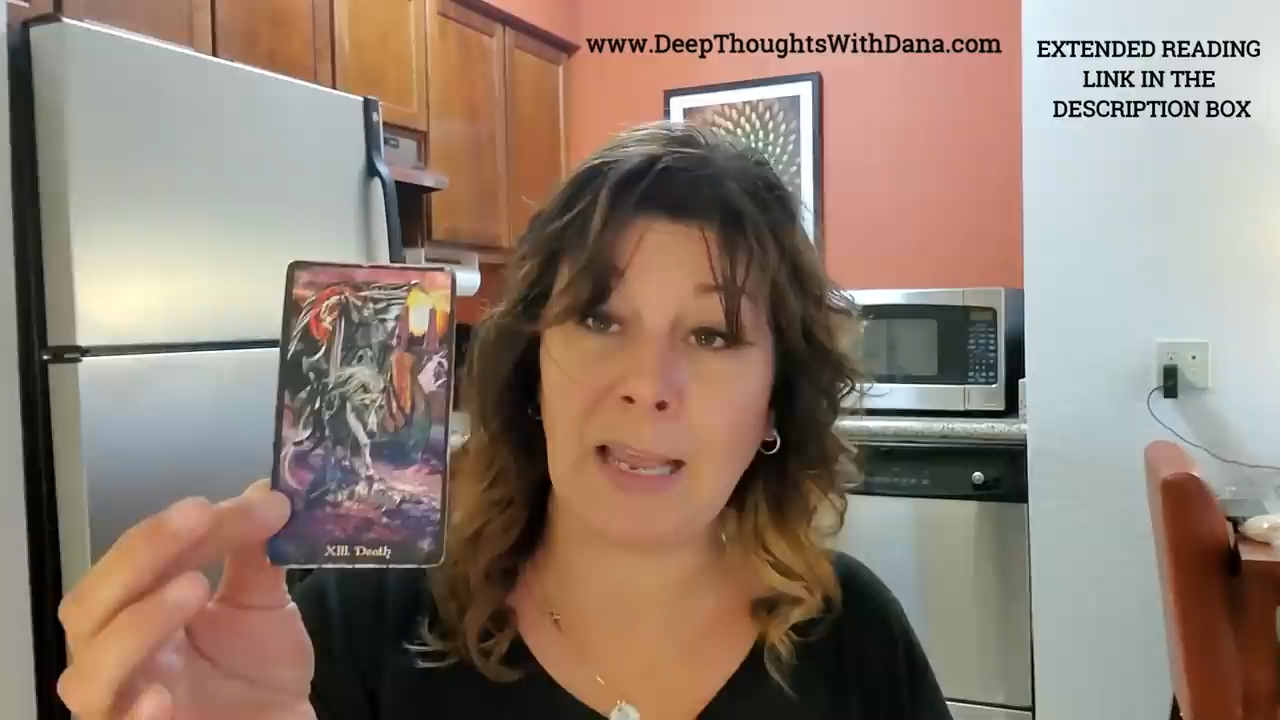 www.DeepThoughtsWithDana.com
EXTENDED READING
LINK IN THE
DESCRIPTION BOX
XIII. Death